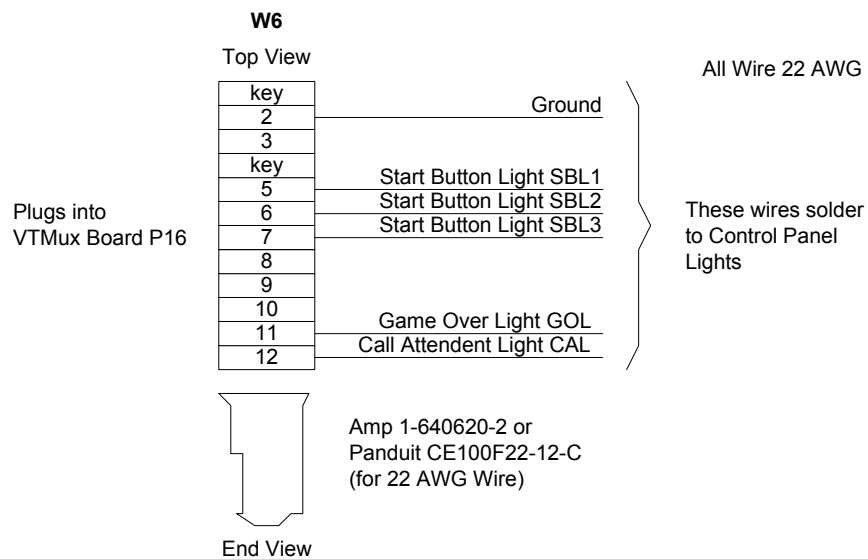 W6
Top View
All Wire 22 AWG
key
2
Ground
3
key
5
Start Button Light SBL1
6
Start Button Light SBL2
7
Start Button Light SBL3
8
9
10
11
Game Over Light GOL
12
Call Attendent Light CAL
Plugs into
VTMux Board P16
These wires solder
to Control Panel
Lights
Amp 1-640620-2 or
Panduit CE100F22-12-C
(for 22 AWG Wire)
End View